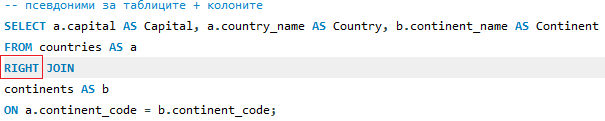 -- псевдоними за таблиците + колоните
SELECT a.capital AS Capital, a.country_name AS Country, b.continent_name AS Continent
FROM countries AS a
RIGHT JOIN
continents AS b
ON a.continent_code = b.continent_code;